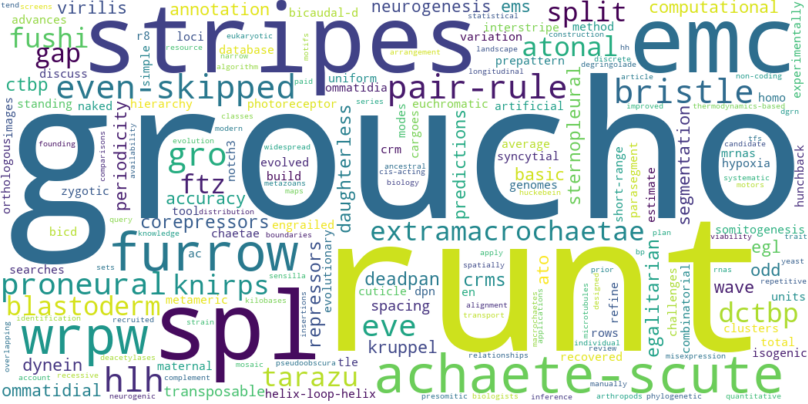 tend screens virilis annotation bicaudal-d neurogenesis ems split computational
advances resource eukaryotic motifs statistical
fushi stripes r8 loci interstripe method emc experimentally
simple narrow database variation landscape construction hh discrete
gap algorithm paid prepattern atonal arrangement longitudinal degringolade
discuss
ctbp even-skipped uniform ommatidia pair-rule article non-coding
standing naked hierarchy photoreceptor euchromatic artificial bristle homo improved thermodynamics-based
images series dgrn
orthologous periodicity groucho daughterless modes cargoes predictions sternopleural segmentation hunchback
founding classes modern evolution widespread crm average mrnas tfs candidate
comparisons availability gro notch3 evolved ancestral syncytial hypoxia
zygotic ftz metazoans build cis-acting basic short-range parasegment estimate systematic
maps biology genomes motors
accuracy huckebein
bicd query tool distribution engrailed
corepressors chaetae boundaries extramacrochaetae somitogenesis
knowledge ac evolutionary apply plan viability trait
searches sets furrow repressors runt deadpan crms ato egalitarian egl
proneural knirps sensilla cuticle dpn en spatially prior wave odd yeast
metameric kilobases spacing alignment designed refine challenges combinatorial rnas repetitive
blastoderm insertions transport bp units
identification recruited spl eve macrochaetes applications microtubules rows dctbp
overlapping wrpw strain kruppel individual clusters
deacetylases pseudoobscura tle relationships review recovered total
dynein maternal mosaic achaete-scute misexpression isogenic
hlh account recessive complement tarazu manually
ommatidial neurogenic transposable helix-loop-helix presomitic biologists inference arthropods phylogenetic quantitative